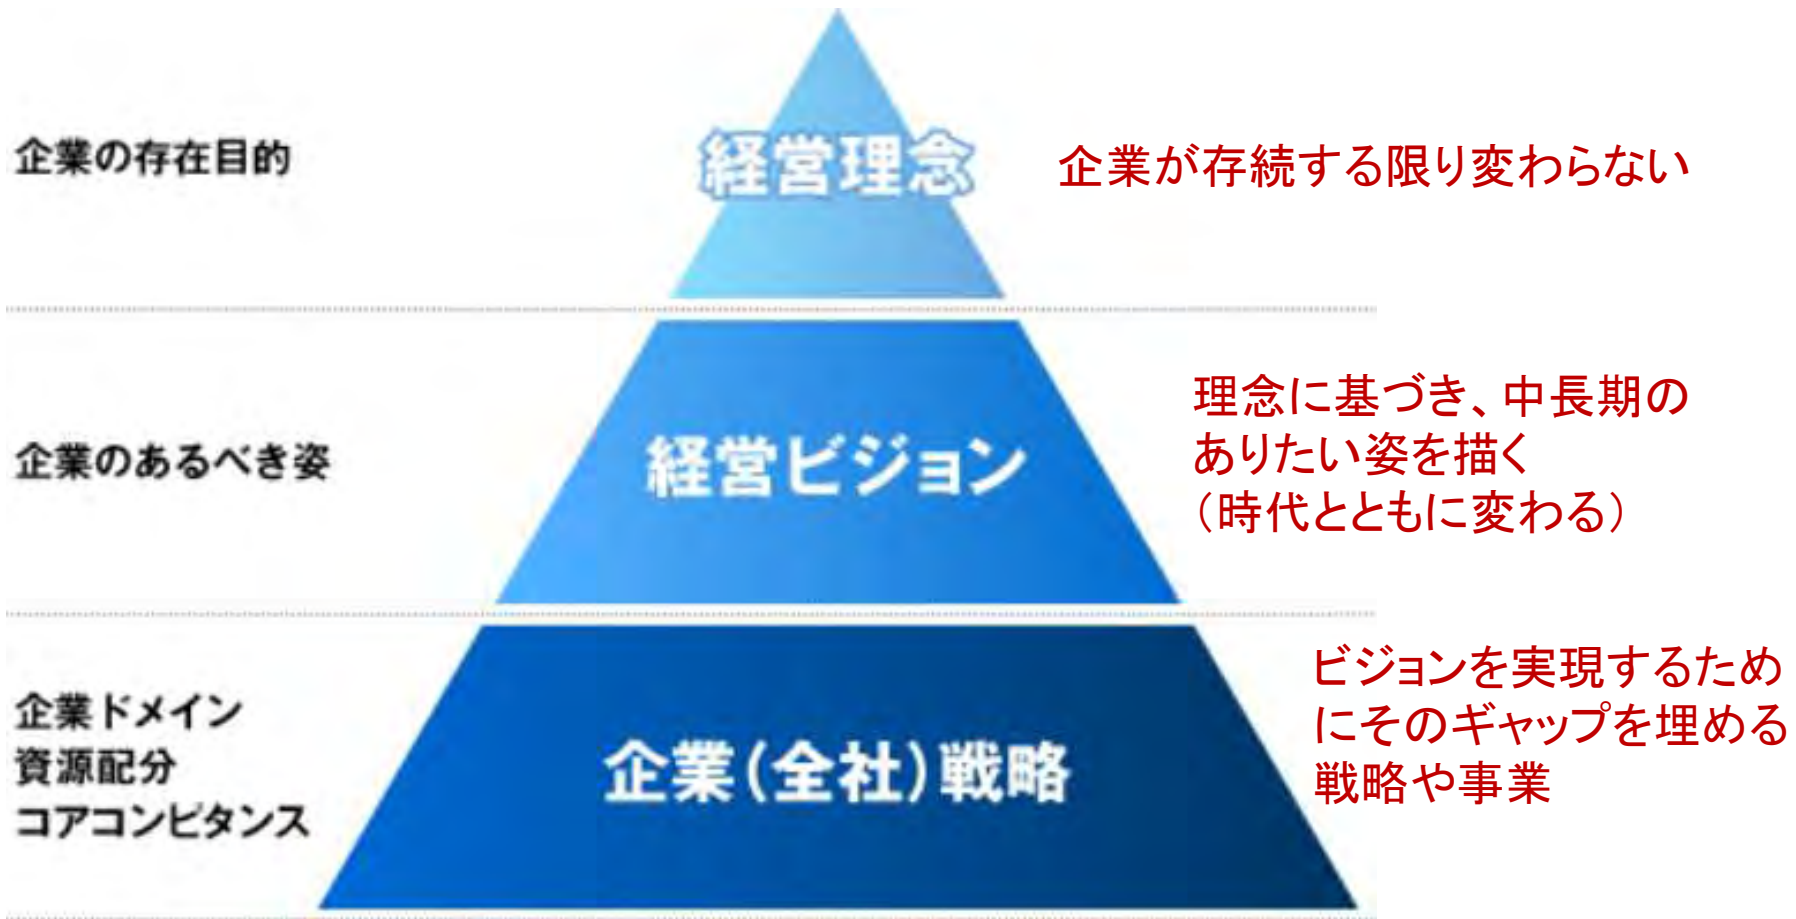 企業の存在目的
経営理念
企業が存続する限り変わらない
企業のあるべき姿
経営ビジョン
理念に基づき、中長期の
ありたい姿を描く
（時代とともに変わる）
企業ドメイン
資源配分
コアコンピタンス
企業（全社）戦略
ビジョンを実現するため
にそのギャップを埋める
戦略や事業